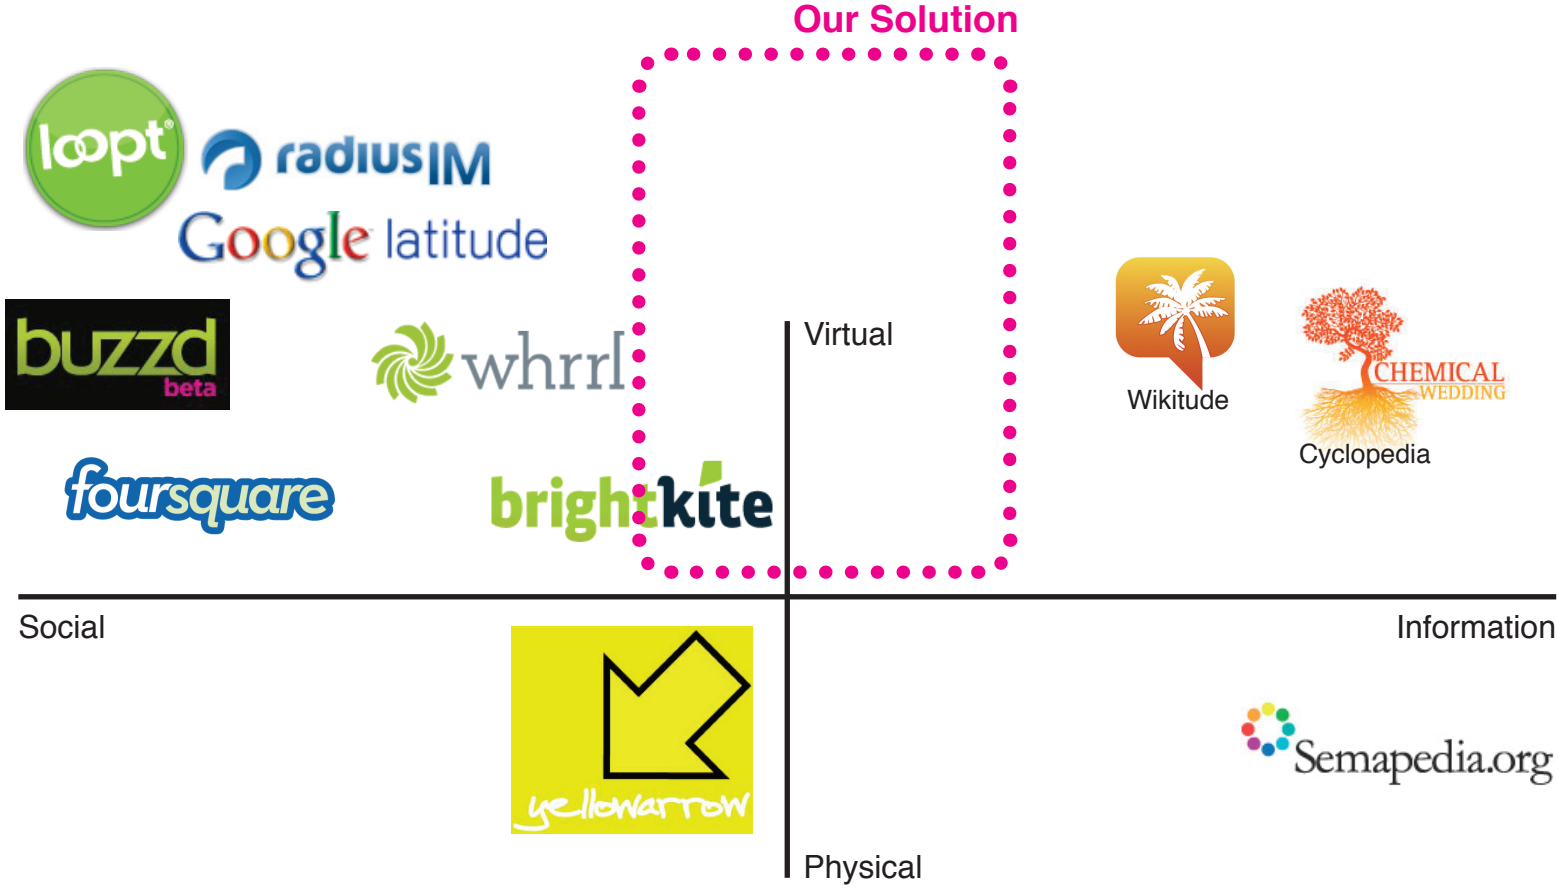 Our Solution
loopt®
radiusIM
Google™ latitude
buzzd
beta
whrrl
Virtual
Wikitude
CHEMICAL
WEDDING
Cyclopedia
foursquare
brightkite
Social
Information
yellowarrow
Semapedia.org
Physical